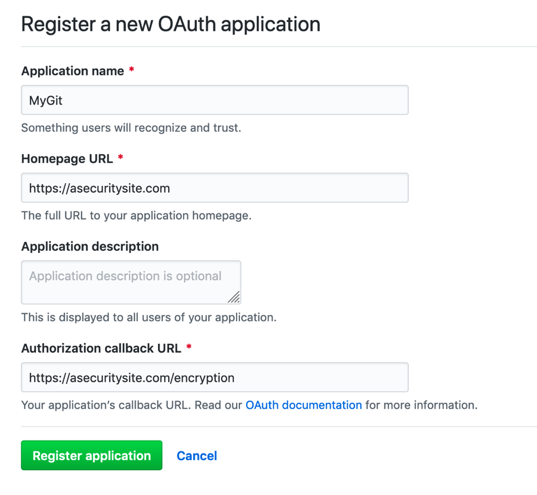 Register a new OAuth application
Application name *
MyGit
Something users will recognize and trust.
Homepage URL *
https://asecuritysite.com
The full URL to your application homepage.
Application description
Application description is optional
This is displayed to all users of your application.
Authorization callback URL *
https://asecuritysite.com/encryption
Your application’s callback URL. Read our OAuth documentation for more information.
Register application Cancel